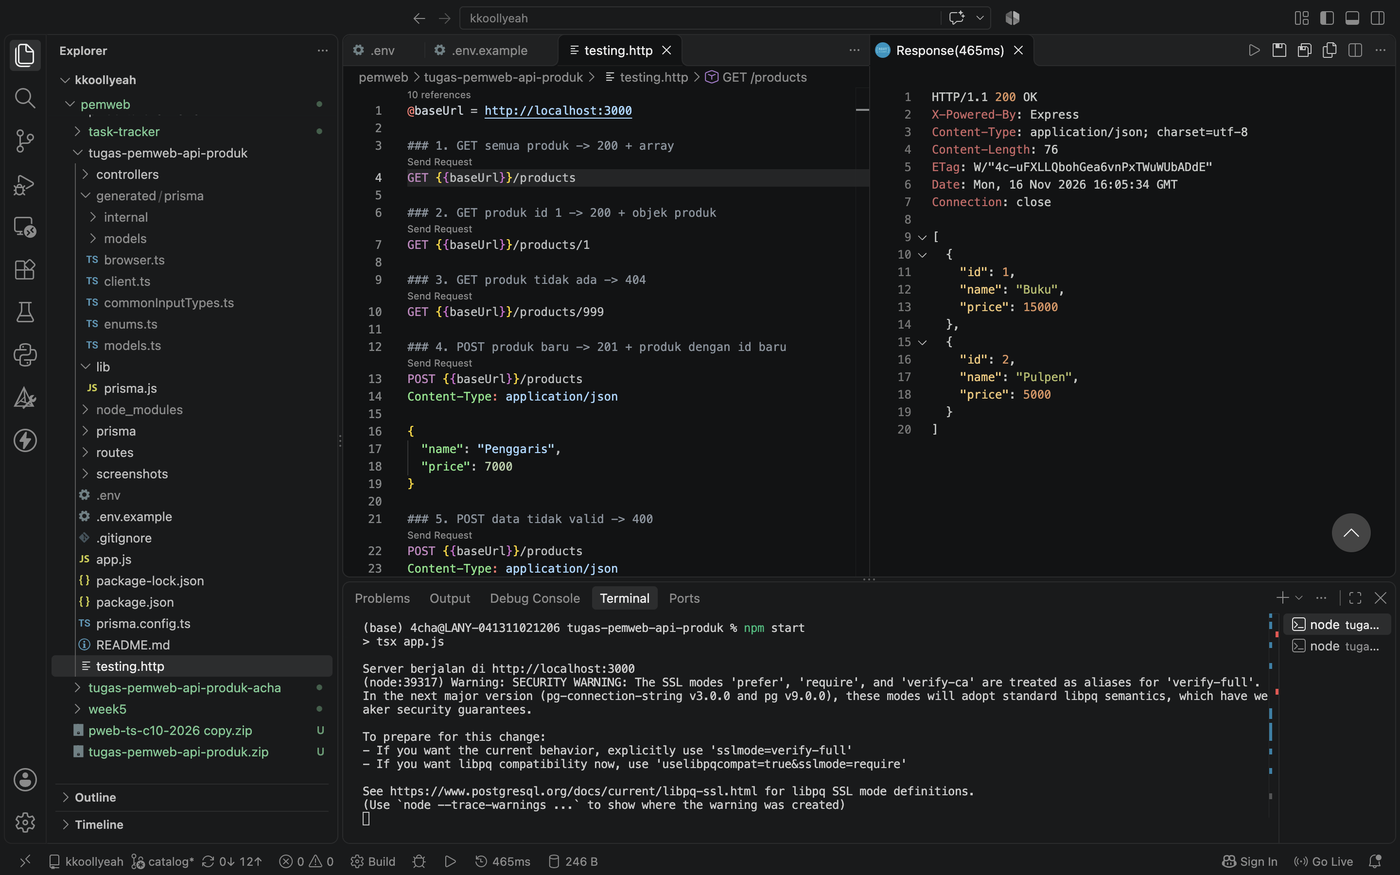 kkoollyeah
Explorer
kkoollyeah
pemweb
task-tracker
tugas-pemweb-api-produk
controllers
generated / prisma
internal
models
TS browser.ts
TS client.ts
TS commonInputTypes.ts
TS enums.ts
TS models.ts
lib
JS prisma.js
node_modules
prisma
routes
screenshots
.env
.env.example
.gitignore
JS app.js
{} package-lock.json
{} package.json
TS prisma.config.ts
README.md
testing.http
tugas-pemweb-api-produk-acha
week5
pweb-ts-c10-2026 copy.zip U
tugas-pemweb-api-produk.zip U
Outline
Timeline
.env
.env.example
testing.http
pemweb > tugas-pemweb-api-produk > testing.http > GET /products
10 references
1 @baseUrl = http://localhost:3000
2
3 ### 1. GET semua produk -> 200 + array
Send Request
4 GET {{baseUrl}}/products
5
6 ### 2. GET produk id 1 -> 200 + objek produk
Send Request
7 GET {{baseUrl}}/products/1
8
9 ### 3. GET produk tidak ada -> 404
Send Request
10 GET {{baseUrl}}/products/999
11
12 ### 4. POST produk baru -> 201 + produk dengan id baru
Send Request
13 POST {{baseUrl}}/products
14 Content-Type: application/json
15
16 {
17 "name": "Penggaris",
18 "price": 7000
19 }
20
21 ### 5. POST data tidak valid -> 400
Send Request
22 POST {{baseUrl}}/products
23 Content-Type: application/json
Response(465ms)
1 HTTP/1.1 200 OK
2 X-Powered-By: Express
3 Content-Type: application/json; charset=utf-8
4 Content-Length: 76
5 ETag: W/"4c-uFXLLQbohGea6vnPxTWuWUbADdE"
6 Date: Mon, 16 Nov 2026 16:05:34 GMT
7 Connection: close
8
9 [
10 {
11 "id": 1,
12 "name": "Buku",
13 "price": 15000
14 },
15 {
16 "id": 2,
17 "name": "Pulpen",
18 "price": 5000
19 }
20 ]
Problems Output Debug Console Terminal Ports
(base) 4cha@LANY-041311021206 tugas-pemweb-api-produk % npm start
> tsx app.js
Server berjalan di http://localhost:3000
(node:39317) Warning: SECURITY WARNING: The SSL modes 'prefer', 'require', and 'verify-ca' are treated as aliases for 'verify-full'.
In the next major version (pg-connection-string v3.0.0 and pg v9.0.0), these modes will adopt standard libpq semantics, which have we
aker security guarantees.
To prepare for this change:
- If you want the current behavior, explicitly use 'sslmode=verify-full'
- If you want libpq compatibility now, use 'uselibpqcompat=true&sslmode=require'
See https://www.postgresql.org/docs/current/libpq-ssl.html for libpq SSL mode definitions.
(Use `node --trace-warnings ...` to show where the warning was created)
node tuga...
node tuga...
kkoollyeah catalog* 0↓ 12↑ 0 0 Build 465ms 246 B Sign In Go Live